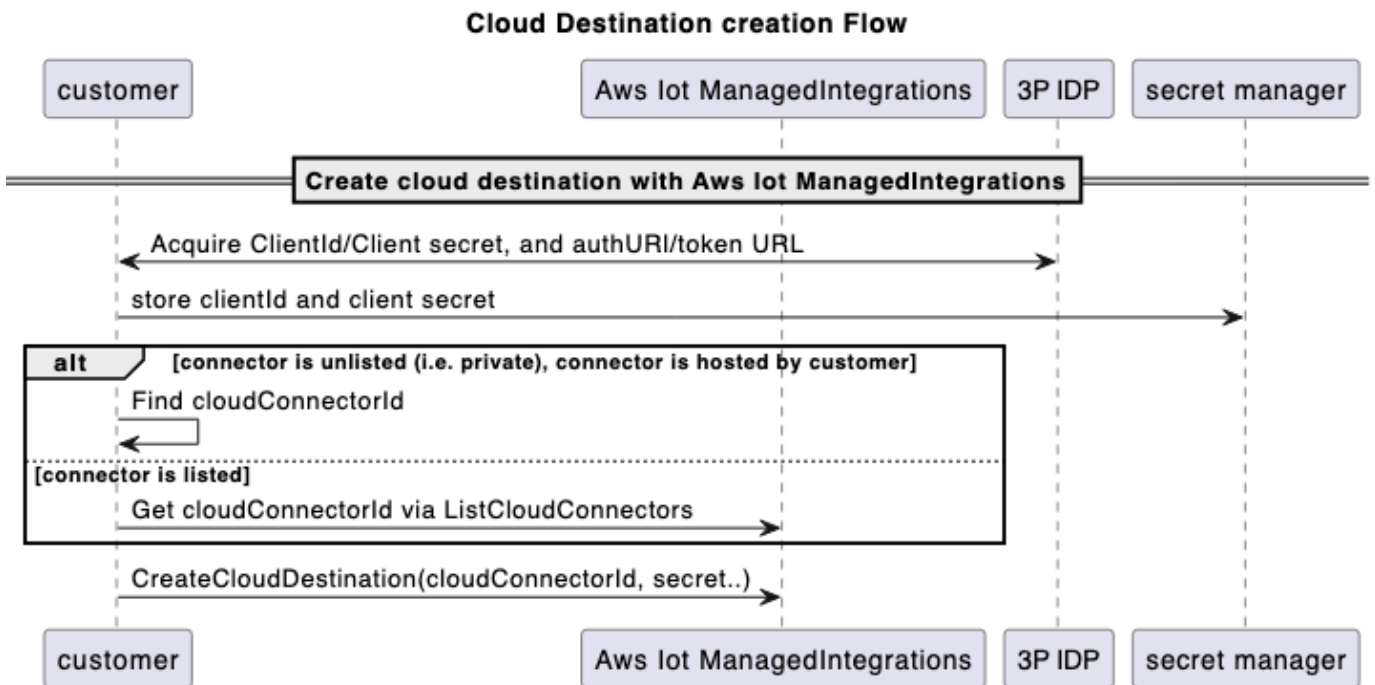 Cloud Destination creation Flow
customer
Aws Iot ManagedIntegrations
3P IDP
secret manager
Create cloud destination with Aws Iot ManagedIntegrations
Acquire ClientId/Client secret, and authURl/token URL
store clientId and client secret
alt
[connector is unlisted (i.e. private), connector is hosted by customer]
Find cloudConnectorId
[connector is listed]
Get cloudConnectorId via ListCloudConnectors
CreateCloudDestination(cloudConnectorId, secret..)
customer
Aws Iot ManagedIntegrations
3P IDP
secret manager